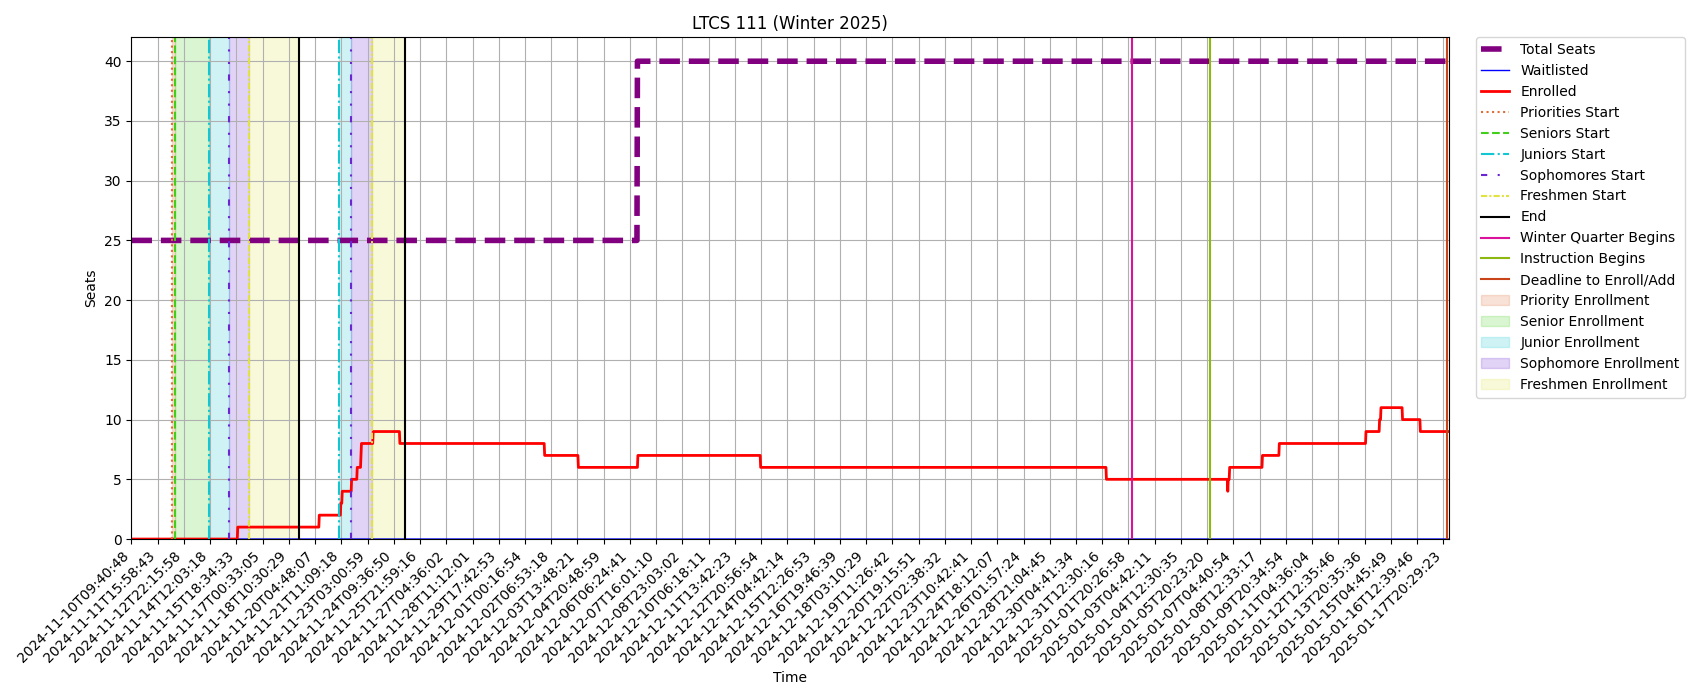 LTCS 111 (Winter 2025)
Seats
40
35
30
25
20
15
10
5
0
2024-11-10T09:40:48
2024-11-11T15:58:43
2024-11-12T22:15:58
2024-11-14T12:03:18
2024-11-15T18:34:33
2024-11-17T00:33:05
2024-11-18T10:30:29
2024-11-20T04:48:07
2024-11-21T11:09:18
2024-11-23T03:00:59
2024-11-24T09:36:50
2024-11-25T21:59:16
2024-11-27T04:36:02
2024-11-28T11:12:01
2024-11-29T17:42:53
2024-12-01T00:16:54
2024-12-02T06:53:18
2024-12-03T13:48:21
2024-12-04T20:48:59
2024-12-06T06:24:41
2024-12-07T16:01:10
2024-12-08T23:03:02
2024-12-10T06:18:11
2024-12-11T13:42:23
2024-12-12T20:56:54
2024-12-14T04:42:14
2024-12-15T12:26:53
2024-12-16T19:46:39
2024-12-18T03:10:29
2024-12-19T11:26:42
2024-12-20T19:15:51
2024-12-22T02:38:32
2024-12-23T10:42:41
2024-12-24T18:12:07
2024-12-26T01:57:24
2024-12-28T21:04:45
2024-12-30T04:41:34
2024-12-31T12:30:16
2025-01-01T20:26:58
2025-01-03T04:42:11
2025-01-04T12:30:35
2025-01-05T20:23:20
2025-01-07T04:40:54
2025-01-08T12:33:17
2025-01-09T20:34:54
2025-01-11T04:36:04
2025-01-12T12:35:46
2025-01-13T20:35:36
2025-01-15T04:45:49
2025-01-16T12:39:46
2025-01-17T20:29:23
Time
Total Seats
Waitlisted
Enrolled
Priorities Start
Seniors Start
Juniors Start
Sophomores Start
Freshmen Start
End
Winter Quarter Begins
Instruction Begins
Deadline to Enroll/Add
Priority Enrollment
Senior Enrollment
Junior Enrollment
Sophomore Enrollment
Freshmen Enrollment